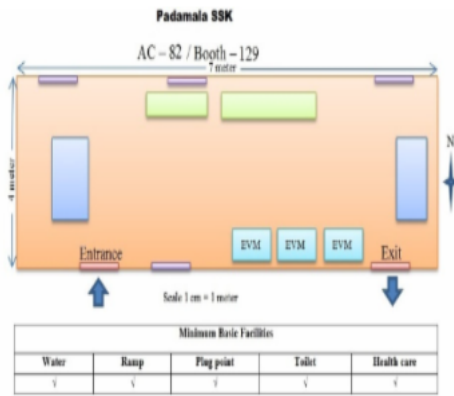 Padamala SSK
AC – 82 / Booth – 129
7 meter
4 meter
N
EVM EVM EVM
Entrance
Exit
Scale 1 cm = 1 meter
Minimum Basic Facilities
Water Ramp Plug point Toilet Health care
√ √ √ √ √